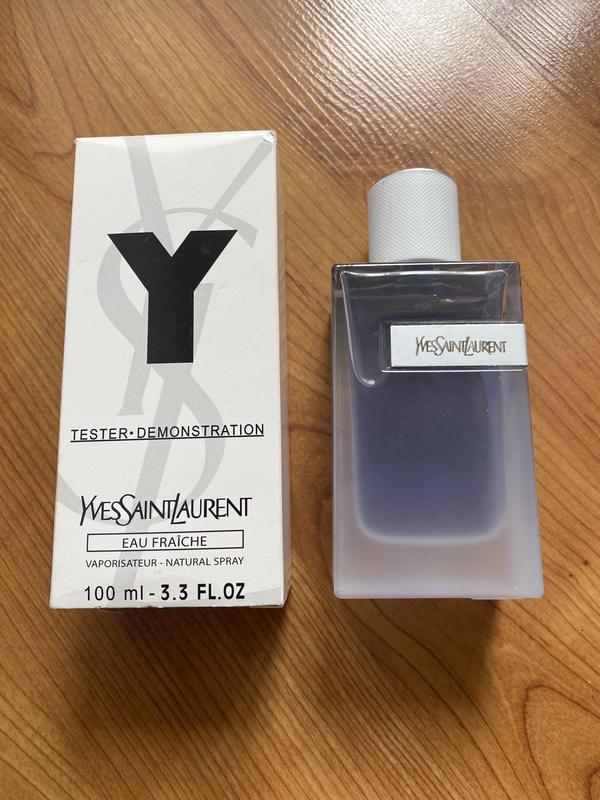 Y
TESTER•DEMONSTRATION
YVESSAINTLAURENT
EAU FRAÎCHE
VAPORISATEUR - NATURAL SPRAY
100 ml - 3.3 FL.OZ
YVESSAINTLAURENT